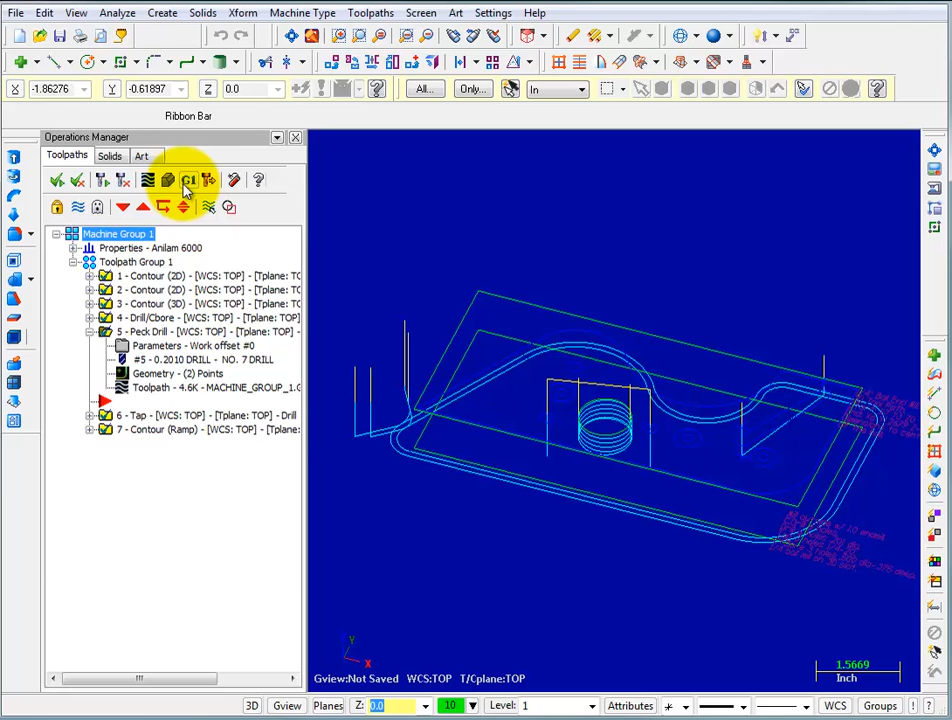 File Edit View Analyze Create Solids Xform Machine Type Toolpaths Screen Art Settings Help
X -1.86276 Y -0.61897 Z 0.0 All... Only... In
Ribbon Bar
Operations Manager
Toolpaths Solids Art
G1
Machine Group 1
Properties - Anilam 6000
Toolpath Group 1
1 - Contour (2D) - [WCS: TOP] - [Tplane: TOP]
2 - Contour (2D) - [WCS: TOP] - [Tplane: TOP]
3 - Contour (3D) - [WCS: TOP] - [Tplane: TOP]
4 - Drill/Cbore - [WCS: TOP] - [Tplane: TOP] -
5 - Peck Drill - [WCS: TOP] - [Tplane: TOP] -
Parameters - Work offset #0
#5 - 0.2010 DRILL - NO. 7 DRILL
Geometry - (2) Points
Toolpath - 4.6K - MACHINE_GROUP_1.
6 - Tap - [WCS: TOP] - [Tplane: TOP] - Drill
7 - Contour (Ramp) - [WCS: TOP] - [Tplane:
Y
X
Gview:Not Saved WCS:TOP T/Cplane:TOP
1.5669
Inch
3D Gview Planes Z: 0.0 10 Level: 1 Attributes WCS Groups ! ?